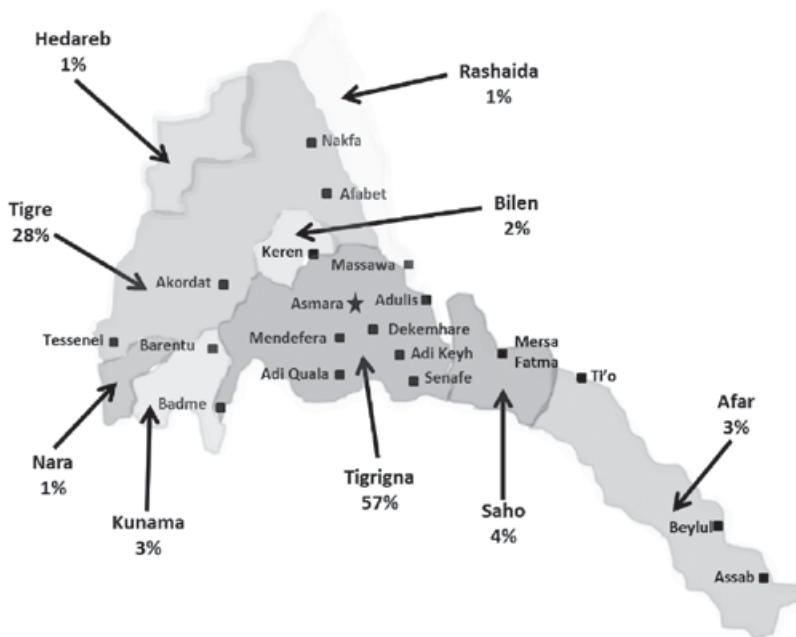 Hedareb
1%
Rashaida
1%
Nakfa
Afabet
Tigre
28%
Bilen
2%
Keren
Massawa
Akordat
Asmara
Adulis
Tessenei
Barentu
Mendefera
Dekemhare
Mersa
Fatma
Adi Keyh
Adi Quala
Senafe
Ti'o
Badme
Afar
3%
Nara
1%
Tigrigna
57%
Kunama
3%
Saho
4%
Beylul
Assab